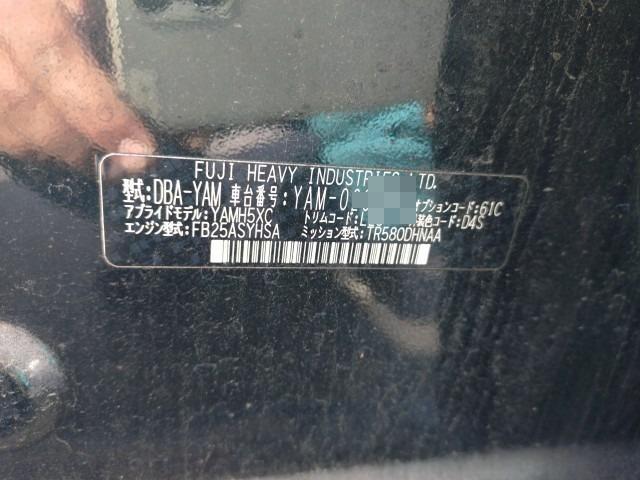 FUJI HEAVY INDUSTRIES LTD.
型式:DBA-YAM 車台番号:YAM-0
アプライドモデル:YAMH5XC トリムコード: オプションコード:61C
エンジン型式:FB25ASYHSA ミッション型式:TR580DHNAA 装色コード:D4S